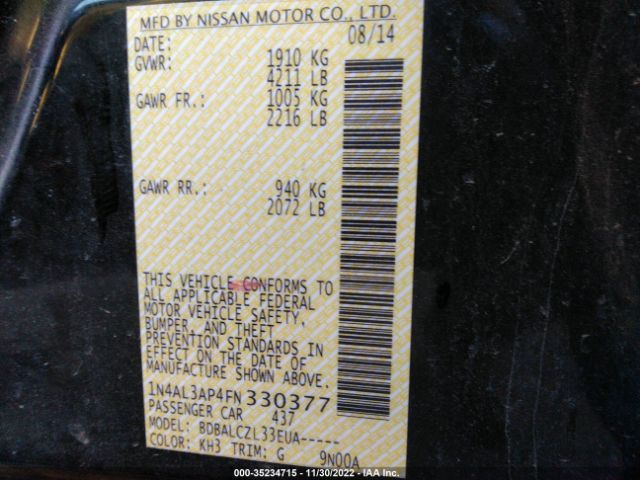 MFD BY NISSAN MOTOR CO., LTD.
DATE: 08/14
GVWR: 1910 KG
4211 LB
GAWR FR.: 1005 KG
2216 LB
GAWR RR.: 940 KG
2072 LB
THIS VEHICLE CONFORMS TO
ALL APPLICABLE FEDERAL
MOTOR VEHICLE SAFETY,
BUMPER, AND THEFT
PREVENTION STANDARDS IN
EFFECT ON THE DATE OF
MANUFACTURE SHOWN ABOVE.
1N4AL3AP4FN330377
PASSENGER CAR 437
MODEL: BDBALCZL33EUA-----
COLOR: KH3 TRIM: G 9N00A
000-35234715 - 11/30/2022 - IAA Inc.